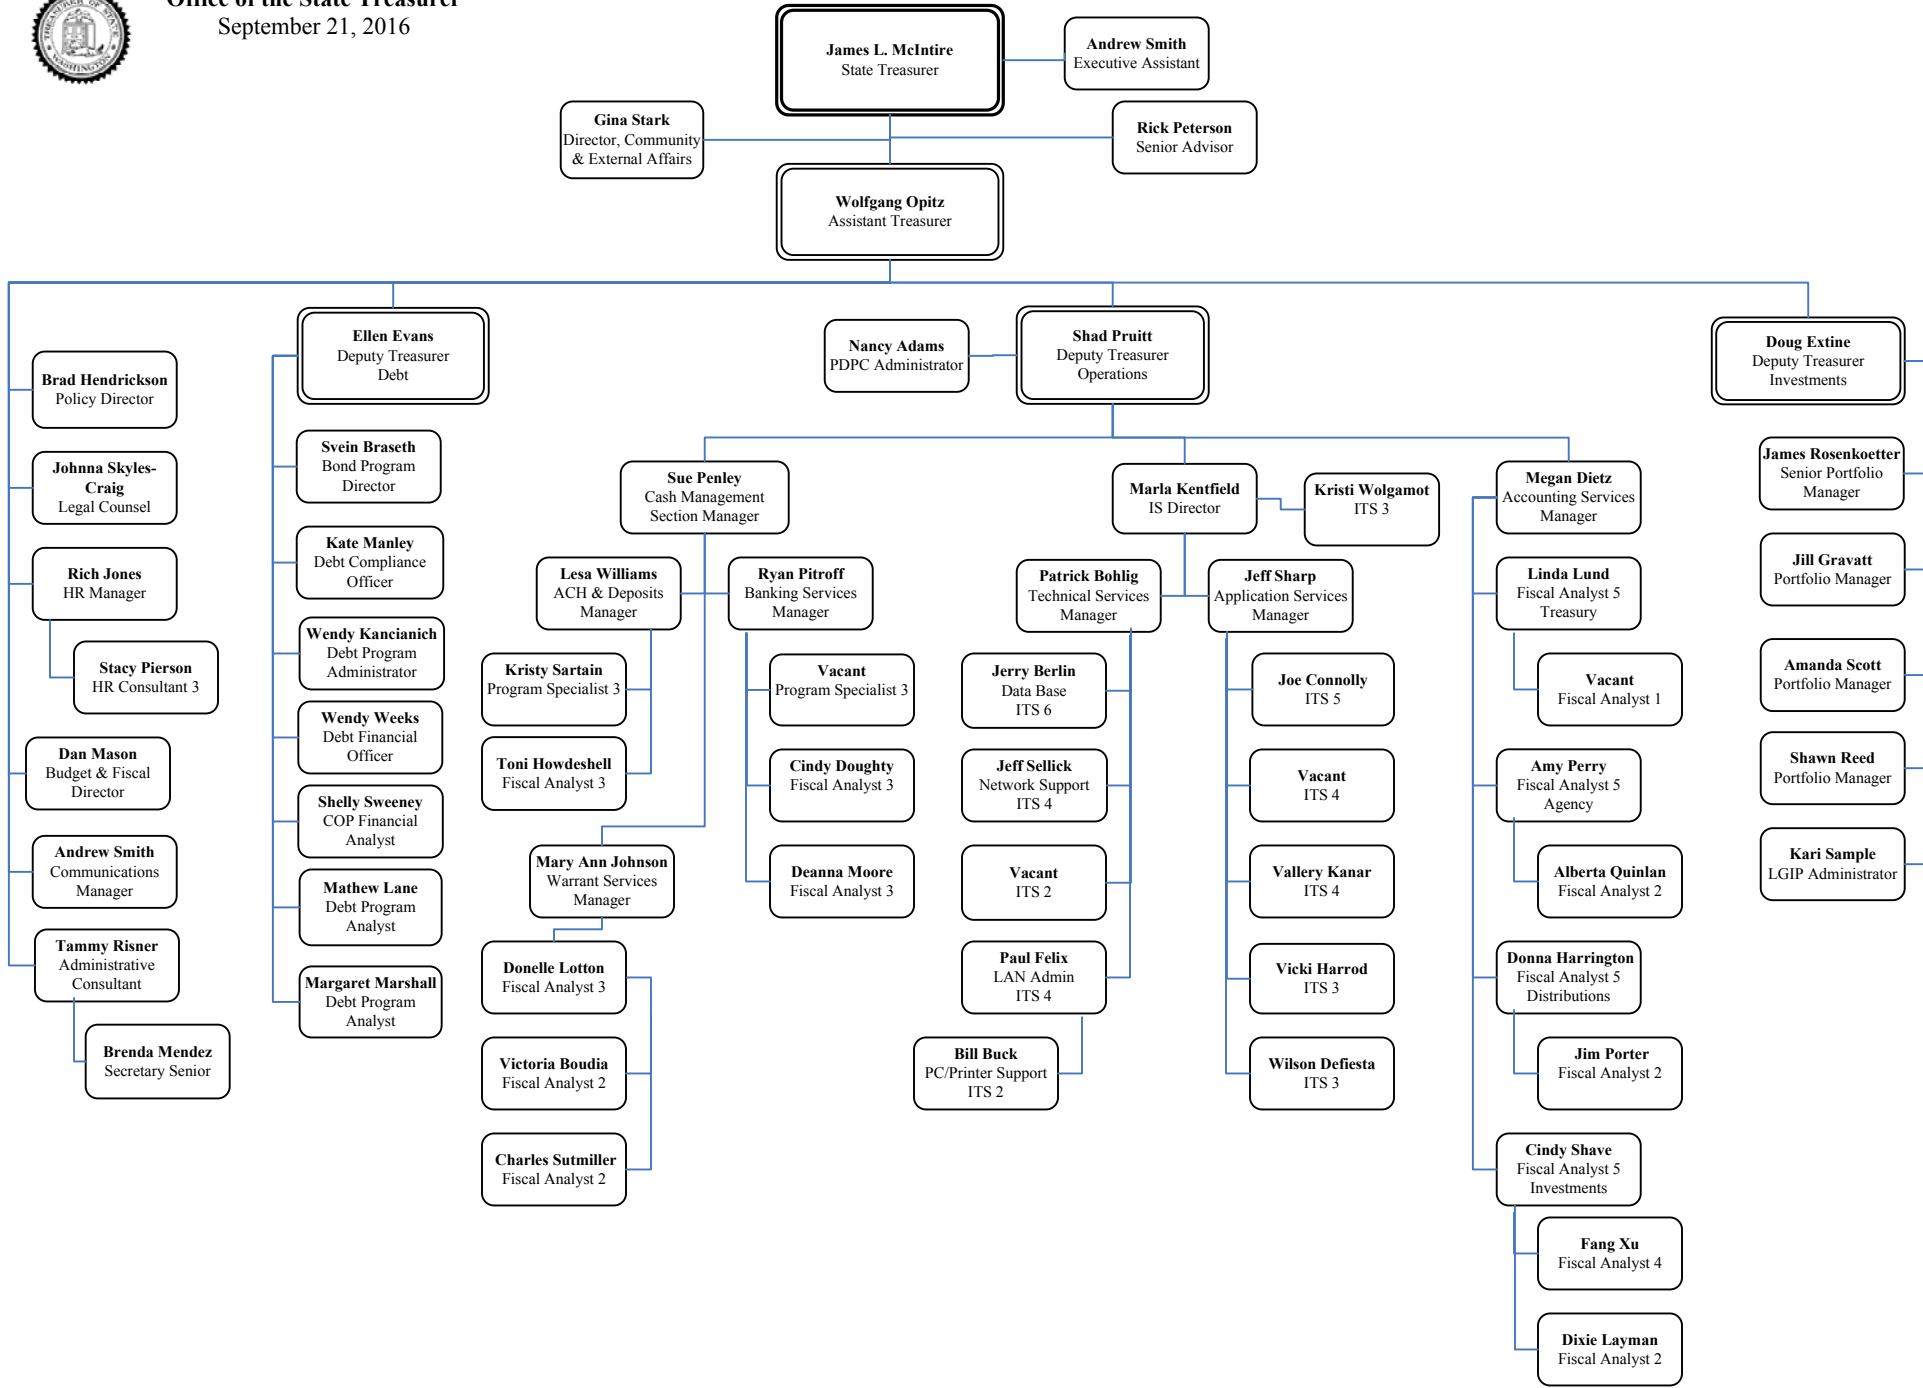 Office of the State Treasurer
September 21, 2016
TREASURER OF STATE
WASHINGTON
James L. McIntire
State Treasurer
Andrew Smith
Executive Assistant
Gina Stark
Director, Community
& External Affairs
Rick Peterson
Senior Advisor
Wolfgang Opitz
Assistant Treasurer
Brad Hendrickson
Policy Director
Johnna Skyles-
Craig
Legal Counsel
Rich Jones
HR Manager
Stacy Pierson
HR Consultant 3
Dan Mason
Budget & Fiscal
Director
Andrew Smith
Communications
Manager
Tammy Risner
Administrative
Consultant
Brenda Mendez
Secretary Senior
Ellen Evans
Deputy Treasurer
Debt
Svein Braseth
Bond Program
Director
Kate Manley
Debt Compliance
Officer
Wendy Kancianich
Debt Program
Administrator
Wendy Weeks
Debt Financial
Officer
Shelly Sweeney
COP Financial
Analyst
Mathew Lane
Debt Program
Analyst
Margaret Marshall
Debt Program
Analyst
Nancy Adams
PDPC Administrator
Shad Pruitt
Deputy Treasurer
Operations
Sue Penley
Cash Management
Section Manager
Lesa Williams
ACH & Deposits
Manager
Kristy Sartain
Program Specialist 3
Toni Howdeshell
Fiscal Analyst 3
Ryan Pitroff
Banking Services
Manager
Vacant
Program Specialist 3
Cindy Doughty
Fiscal Analyst 3
Deanna Moore
Fiscal Analyst 3
Mary Ann Johnson
Warrant Services
Manager
Donelle Lotton
Fiscal Analyst 3
Victoria Boudia
Fiscal Analyst 2
Charles Sutmiller
Fiscal Analyst 2
Marla Kentfield
IS Director
Kristi Wolgamot
ITS 3
Patrick Bohlig
Technical Services
Manager
Jerry Berlin
Data Base
ITS 6
Jeff Sellick
Network Support
ITS 4
Vacant
ITS 2
Paul Felix
LAN Admin
ITS 4
Bill Buck
PC/Printer Support
ITS 2
Jeff Sharp
Application Services
Manager
Joe Connolly
ITS 5
Vacant
ITS 4
Vallery Kanar
ITS 4
Vicki Harrod
ITS 3
Wilson Defiesta
ITS 3
Megan Dietz
Accounting Services
Manager
Linda Lund
Fiscal Analyst 5
Treasury
Vacant
Fiscal Analyst 1
Amy Perry
Fiscal Analyst 5
Agency
Alberta Quinlan
Fiscal Analyst 2
Donna Harrington
Fiscal Analyst 5
Distributions
Jim Porter
Fiscal Analyst 2
Cindy Shave
Fiscal Analyst 5
Investments
Fang Xu
Fiscal Analyst 4
Dixie Layman
Fiscal Analyst 2
Doug Extine
Deputy Treasurer
Investments
James Rosenkoetter
Senior Portfolio
Manager
Jill Gravatt
Portfolio Manager
Amanda Scott
Portfolio Manager
Shawn Reed
Portfolio Manager
Kari Sample
LGIP Administrator